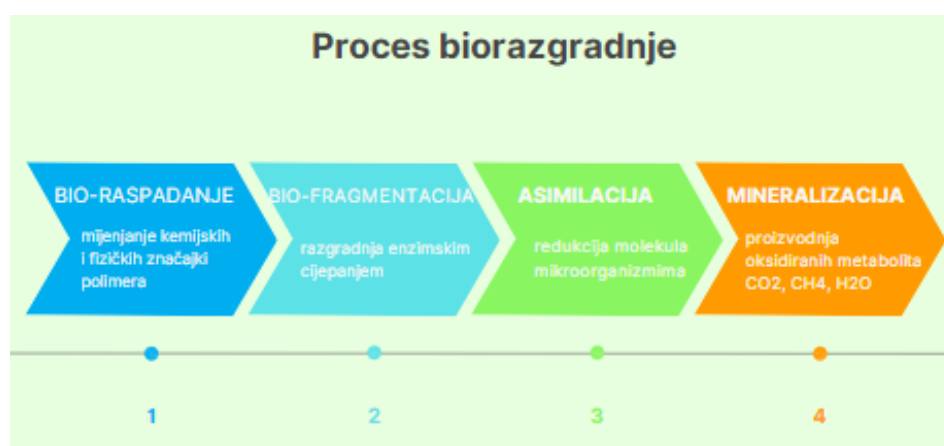 Proces biorazgradnje
BIO-RASPADANJE
mijenjanje kemijskih
i fizičkih značajki
polimera
BIO-FRAGMENTACIJA
razgradnja enzimskim
cijepanjem
ASIMILACIJA
redukcija molekula
mikroorganizmima
MINERALIZACIJA
proizvodnja
oksidiranih metabolita
CO2, CH4, H2O
1
2
3
4